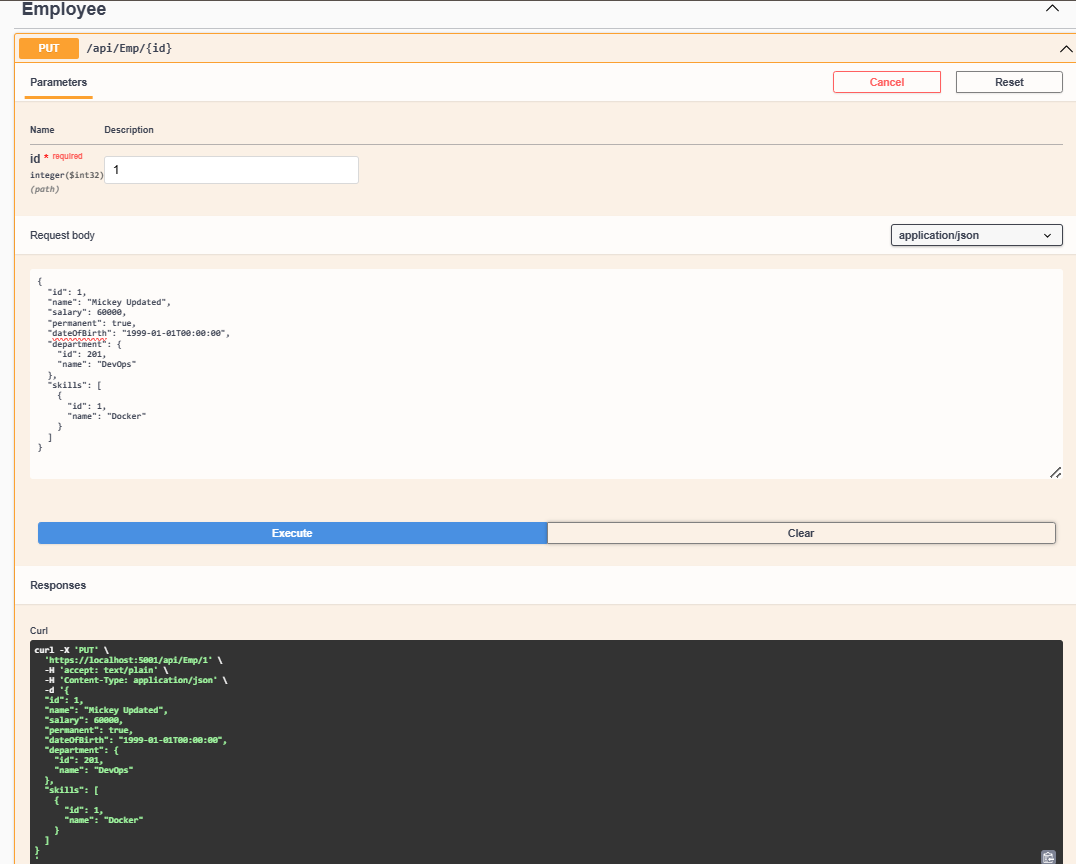 Employee
PUT /api/Emp/{id}
Parameters
Cancel
Reset
Name Description
id * required
integer($int32)
(path)
1
Request body
application/json
{
  "id": 1,
  "name": "Mickey Updated",
  "salary": 60000,
  "permanent": true,
  "dateOfBirth": "1999-01-01T00:00:00",
  "department": {
    "id": 201,
    "name": "DevOps"
  },
  "skills": [
    {
      "id": 1,
      "name": "Docker"
    }
  ]
}
Execute
Clear
Responses
Curl
curl -X 'PUT' \
  'https://localhost:5001/api/Emp/1' \
  -H 'accept: text/plain' \
  -H 'Content-Type: application/json' \
  -d '{
  "id": 1,
  "name": "Mickey Updated",
  "salary": 60000,
  "permanent": true,
  "dateOfBirth": "1999-01-01T00:00:00",
  "department": {
    "id": 201,
    "name": "DevOps"
  },
  "skills": [
    {
      "id": 1,
      "name": "Docker"
    }
  ]
}
'